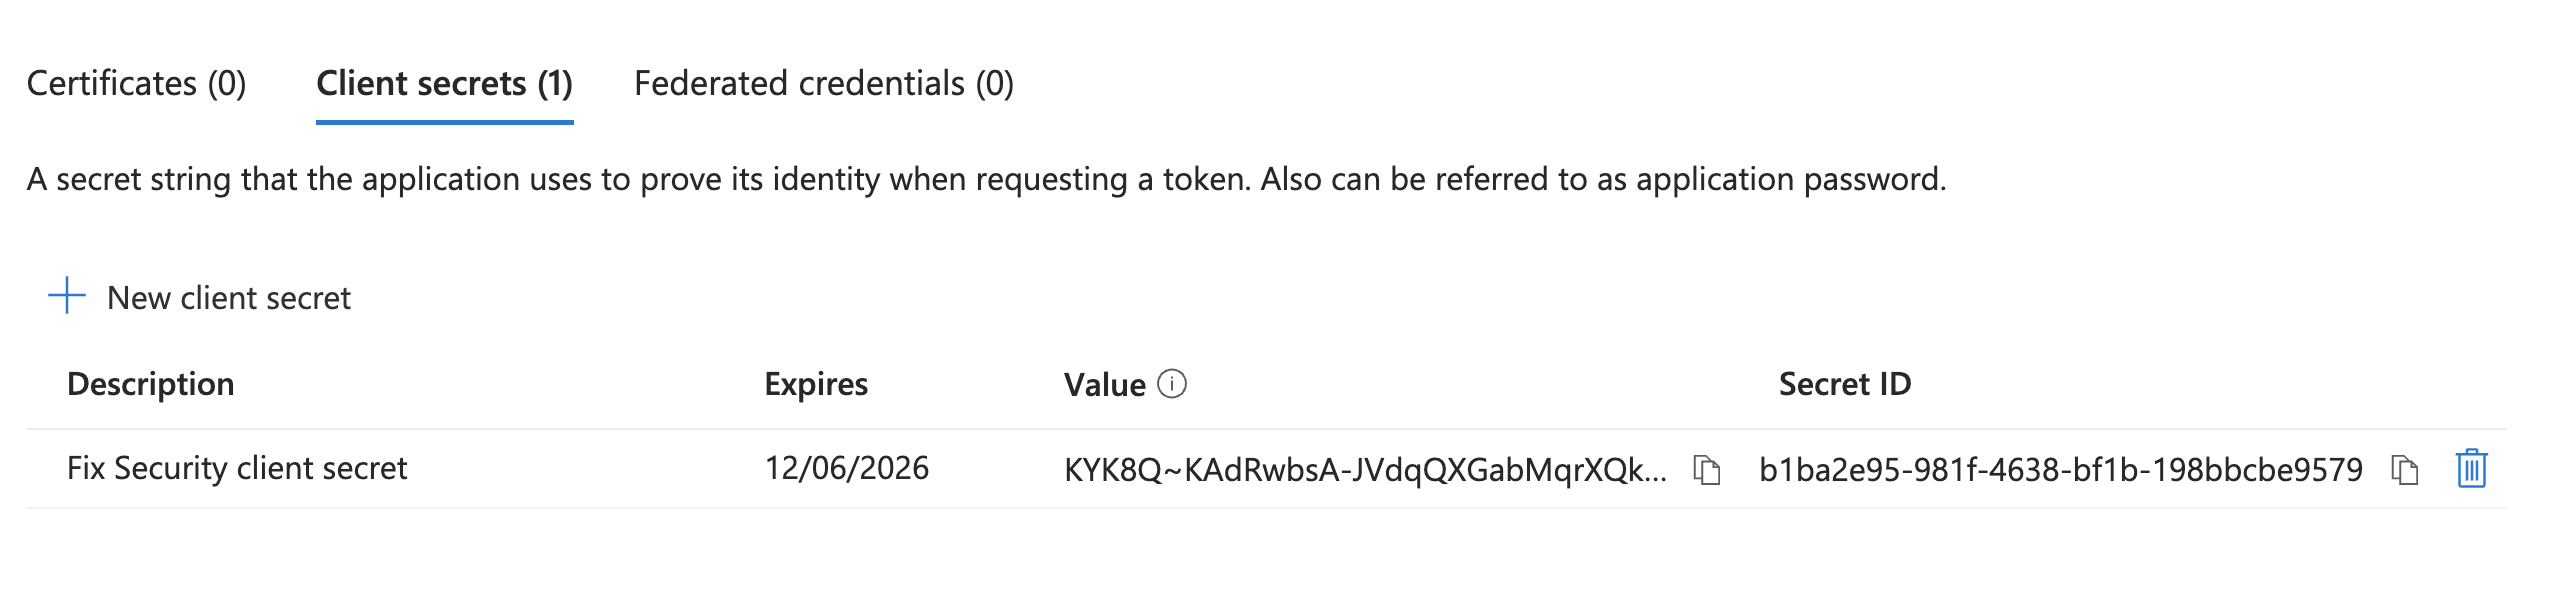 Certificates (0) Client secrets (1) Federated credentials (0)
A secret string that the application uses to prove its identity when requesting a token. Also can be referred to as application password.
New client secret
Description Expires Value Secret ID
Fix Security client secret 12/06/2026 KYK8Q~KAdRwbsA-JVdqQXGabMqrXQk... b1ba2e95-981f-4638-bf1b-198bbcbe9579